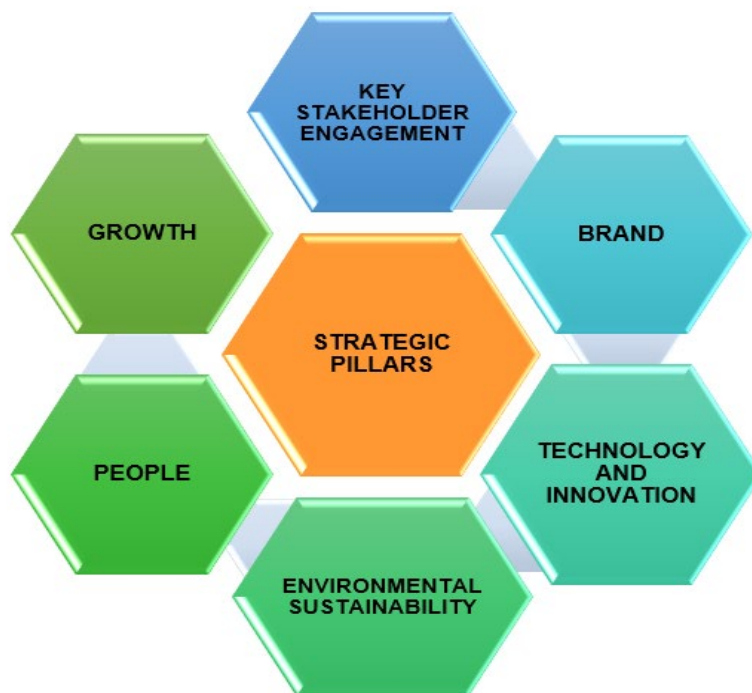 KEY
STAKEHOLDER
ENGAGEMENT
GROWTH
BRAND
STRATEGIC
PILLARS
PEOPLE
TECHNOLOGY
AND
INNOVATION
ENVIRONMENTAL
SUSTAINABILITY